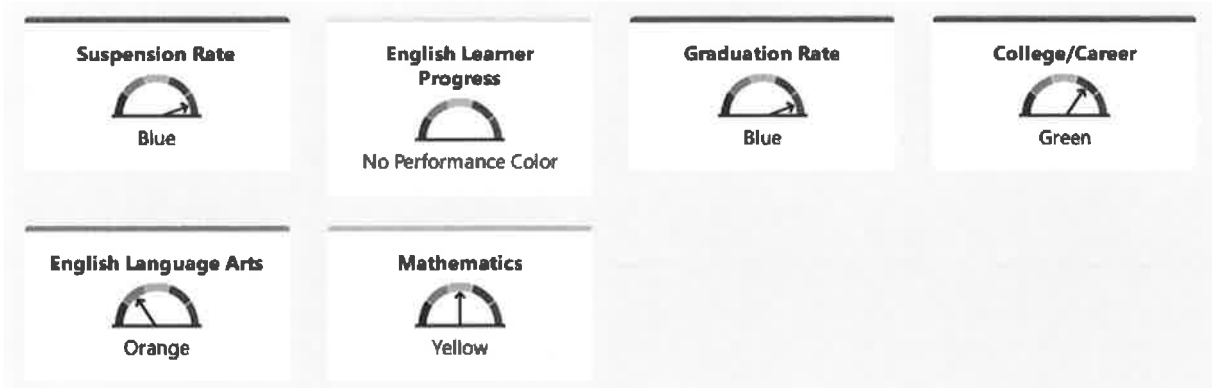 Suspension Rate
Blue
English Learner
Progress
No Performance Color
Graduation Rate
Blue
College/Career
Green
English Language Arts
Orange
Mathematics
Yellow